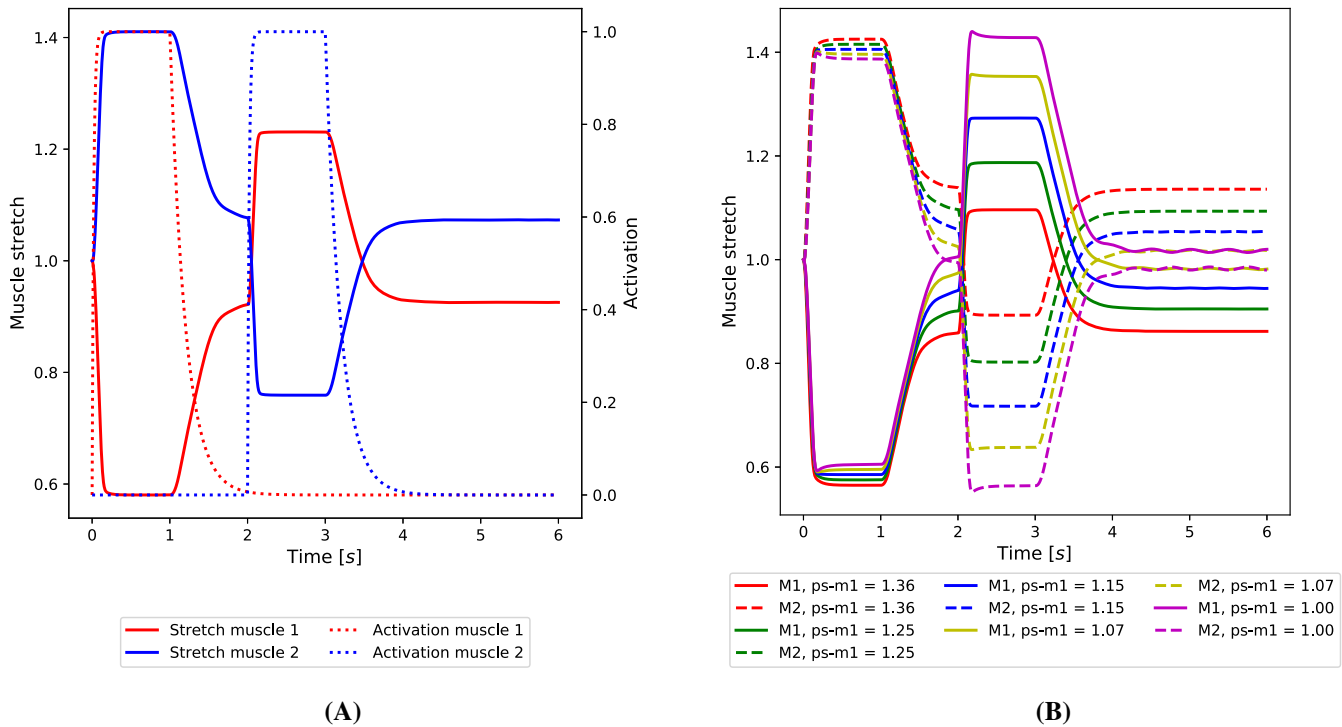 1.4
1.2
1.0
0.8
0.6
Muscle stretch
1.0
0.8
0.6
0.4
0.2
0.0
Activation
0 1 2 3 4 5 6
Time [s]
Stretch muscle 1 Activation muscle 1
Stretch muscle 2 Activation muscle 2
(A)
1.4
1.2
1.0
0.8
0.6
Muscle stretch
0 1 2 3 4 5 6
Time [s]
M1, ps-m1 = 1.36 M1, ps-m1 = 1.15 M2, ps-m1 = 1.07
M2, ps-m1 = 1.36 M2, ps-m1 = 1.15 M1, ps-m1 = 1.00
M1, ps-m1 = 1.25 M1, ps-m1 = 1.07 M2, ps-m1 = 1.00
M2, ps-m1 = 1.25
(B)